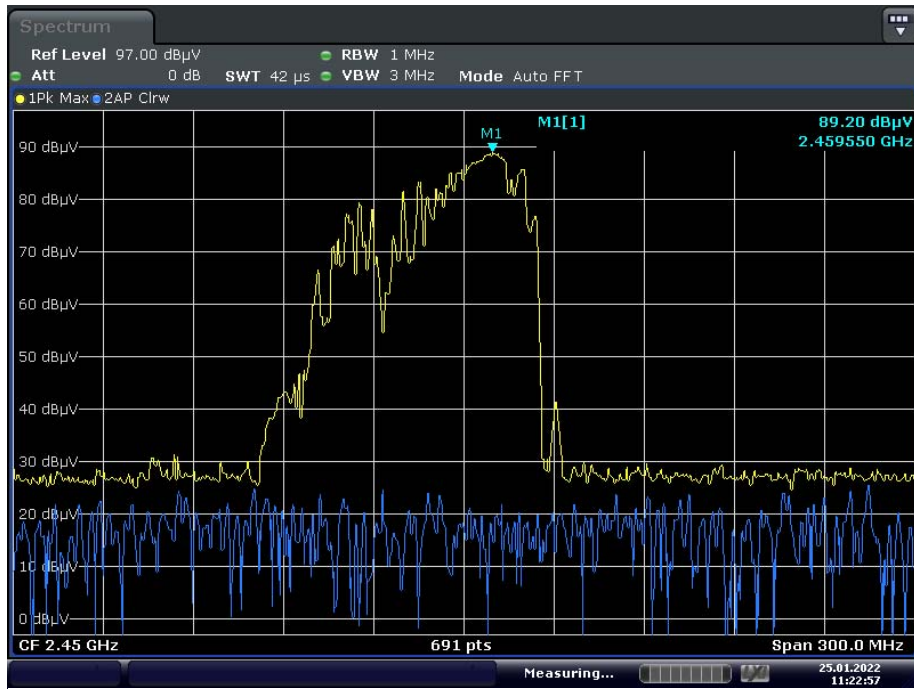 Spectrum
Ref Level 97.00 dBµV RBW 1 MHz
Att 0 dB SWT 42 µs VBW 3 MHz Mode Auto FFT
1Pk Max 2AP Clrw
M1[1] 89.20 dBµV
2.459550 GHz
M1
90 dBµV
80 dBµV
70 dBµV
60 dBµV
50 dBµV
40 dBµV
30 dBµV
20 dBµV
10 dBµV
0 dBµV
CF 2.45 GHz 691 pts Span 300.0 MHz
Measuring... 25.01.2022
11:22:57